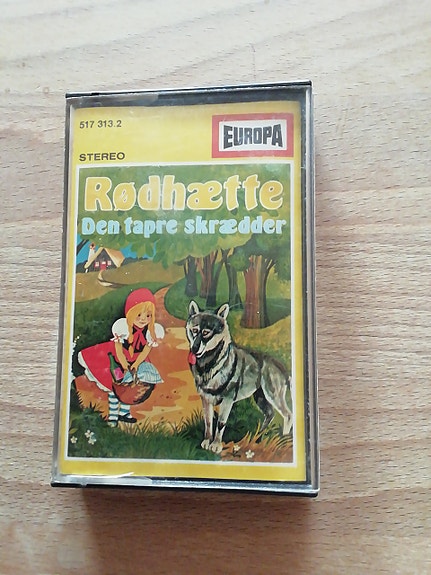 517 313.2
EUROPA
STEREO
Rødhætte
Den tapre skrædder